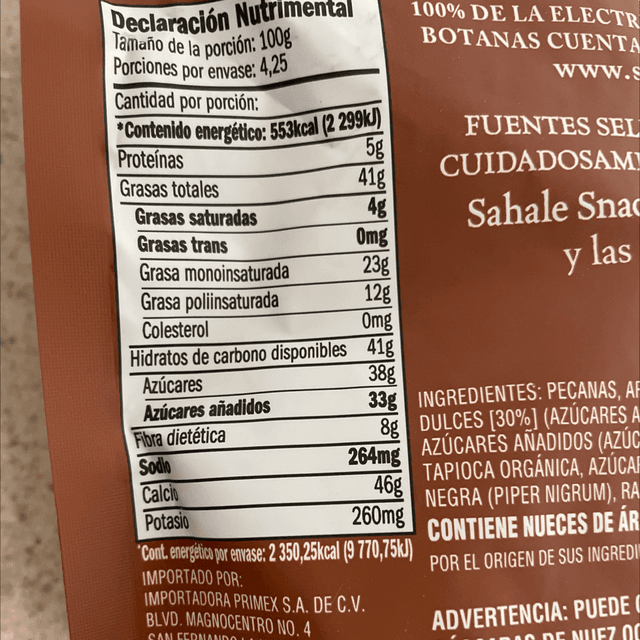 Declaración Nutrimental
Tamaño de la porción: 100g
Porciones por envase: 4,25
Cantidad por porción:
*Contenido energético: 553kcal (2 299kJ)
Proteínas 5g
Grasas totales 41g
Grasas saturadas 4g
Grasas trans 0mg
Grasa monoinsaturada 23g
Grasa poliinsaturada 12g
Colesterol 0mg
Hidratos de carbono disponibles 41g
Azúcares 38g
Azúcares añadidos 33g
Fibra dietética 8g
Sodio 264mg
Calcio 46g
Potasio 260mg
*Cont. energético por envase: 2 350,25kcal (9 770,75kJ)
IMPORTADO POR:
IMPORTADORA PRIMEX S.A. DE C.V.
BLVD. MAGNOCENTRO NO. 4
SAN FERNANDO
100% DE LA ELECTR
BOTANAS CUENTA
www.s
FUENTES SEL
CUIDADOSAM
Sahale Snac
y las
INGREDIENTES: PECANAS, AR
DULCES [30%] (AZÚCARES A
AZÚCARES AÑADIDOS (AZÚC
TAPIOCA ORGÁNICA, AZÚCAR
NEGRA (PIPER NIGRUM), RA
CONTIENE NUECES DE ÁR
POR EL ORIGEN DE SUS INGREDI
ADVERTENCIA: PUEDE